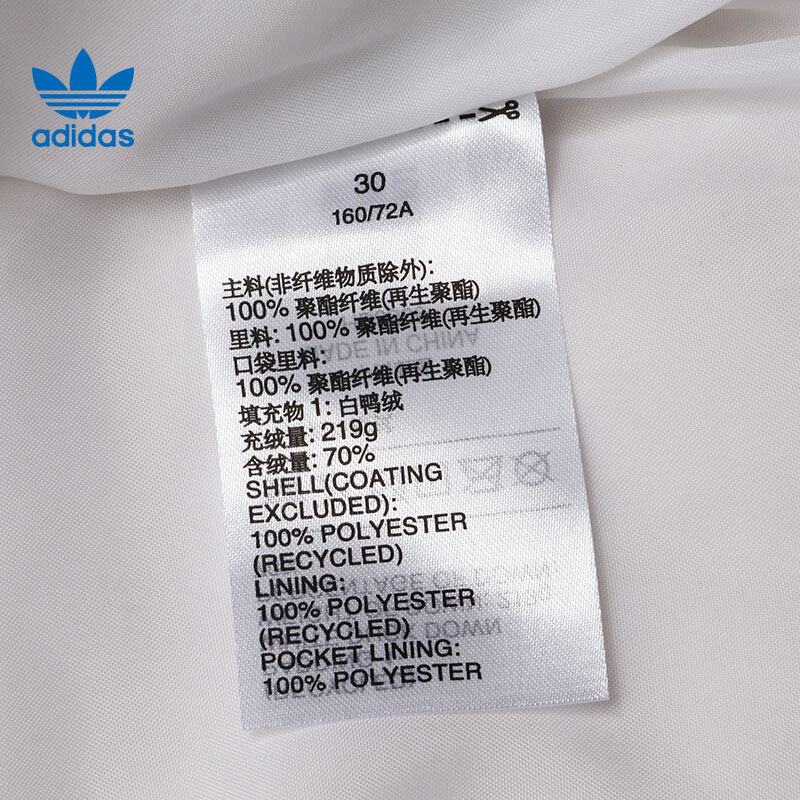 adidas
30
160/72A
主料(非纤维物质除外):
100% 聚酯纤维(再生聚酯)
里料: 100% 聚酯纤维(再生聚酯)
口袋里料:
100% 聚酯纤维(再生聚酯)
填充物 1: 白鸭绒
充绒量: 219g
含绒量: 70%
SHELL(COATING
EXCLUDED):
100% POLYESTER
(RECYCLED)
LINING:
100% POLYESTER
(RECYCLED)
POCKET LINING:
100% POLYESTER
MADE IN CHINA